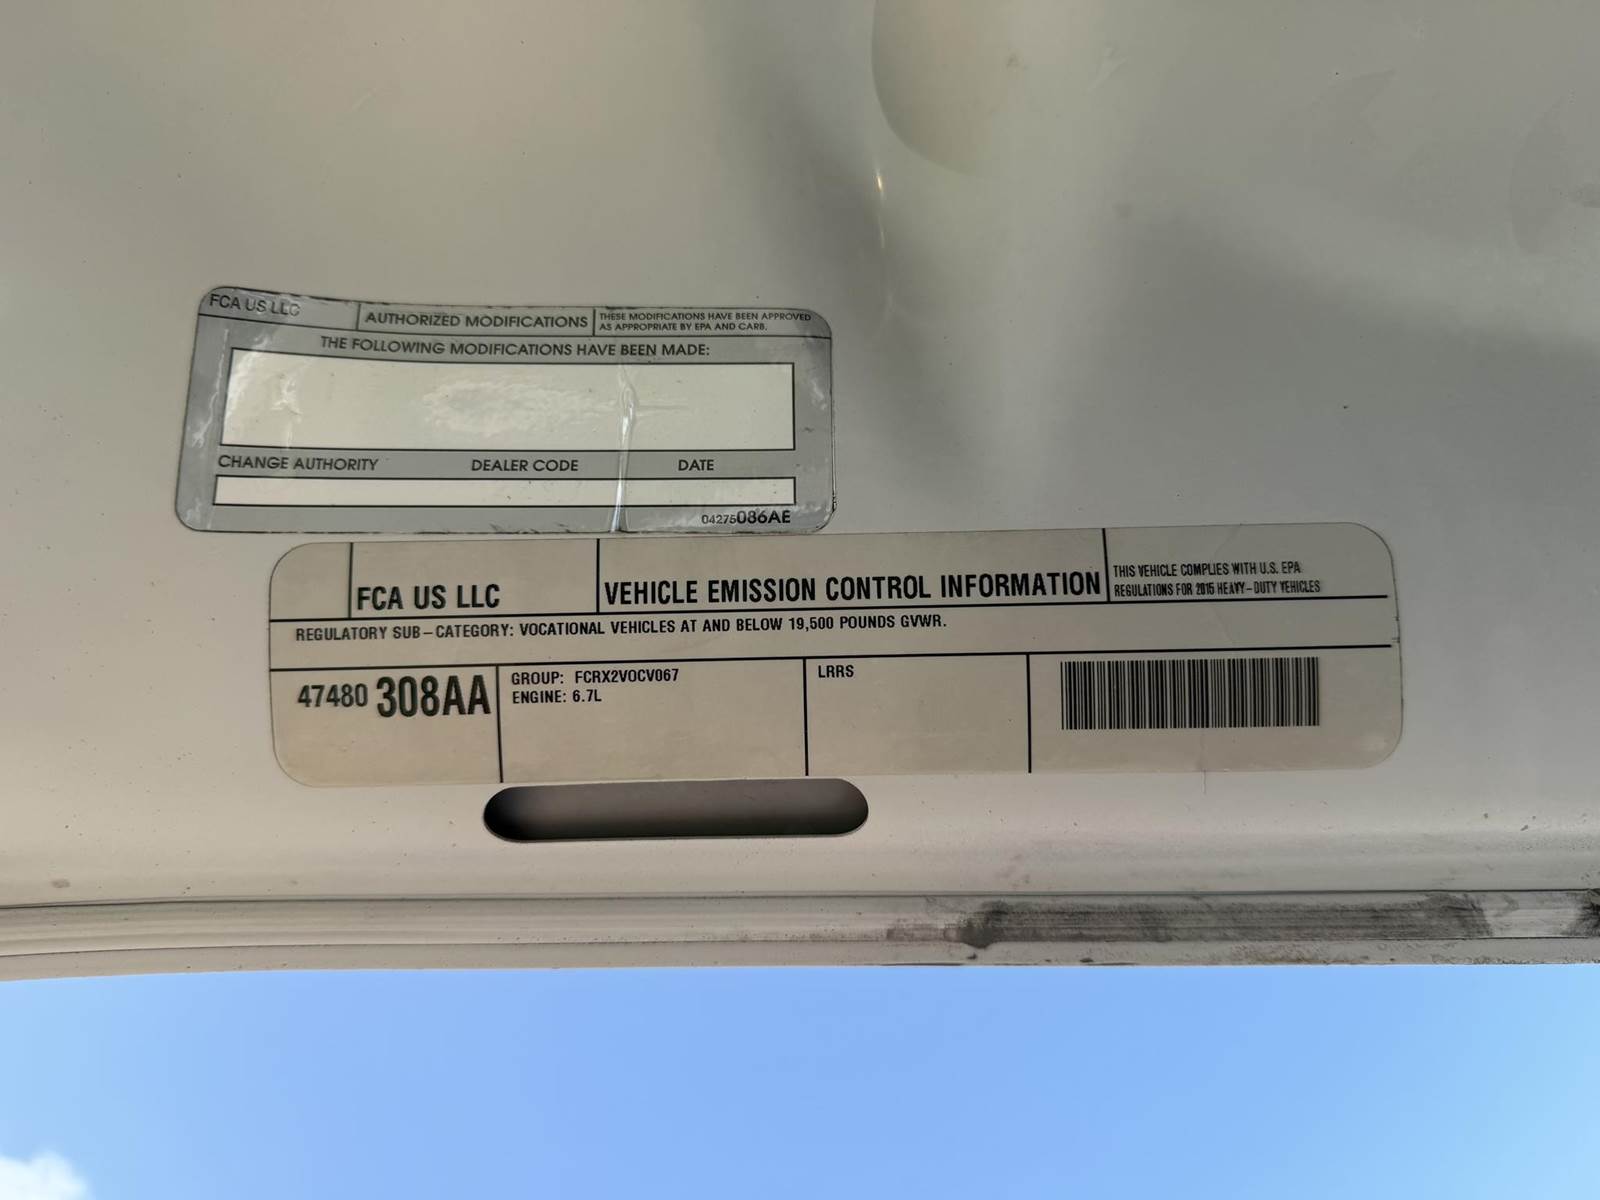 FCA US LLC
AUTHORIZED MODIFICATIONS
THESE MODIFICATIONS HAVE BEEN APPROVED
AS APPROPRIATE BY EPA AND CARB.
THE FOLLOWING MODIFICATIONS HAVE BEEN MADE:
CHANGE AUTHORITY DEALER CODE DATE
04275086AE
FCA US LLC
VEHICLE EMISSION CONTROL INFORMATION
THIS VEHICLE COMPLIES WITH U.S. EPA
REGULATIONS FOR 2015 HEAVY-DUTY VEHICLES
REGULATORY SUB-CATEGORY: VOCATIONAL VEHICLES AT AND BELOW 19,500 POUNDS GVWR.
47480 308AA
GROUP: FCRX2VOCV067
ENGINE: 6.7L
LRRS